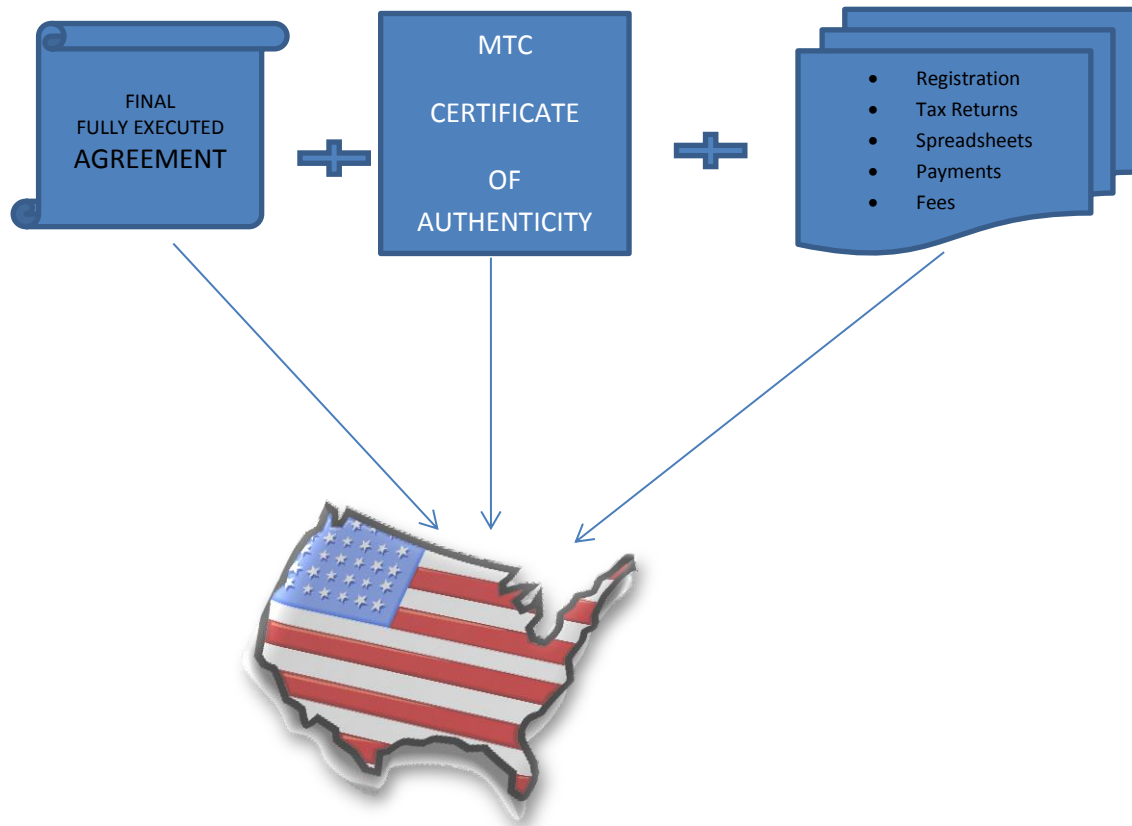 FINAL
FULLY EXECUTED
AGREEMENT
MTC
CERTIFICATE
OF
AUTHENTICITY
• Registration
• Tax Returns
• Spreadsheets
• Payments
• Fees